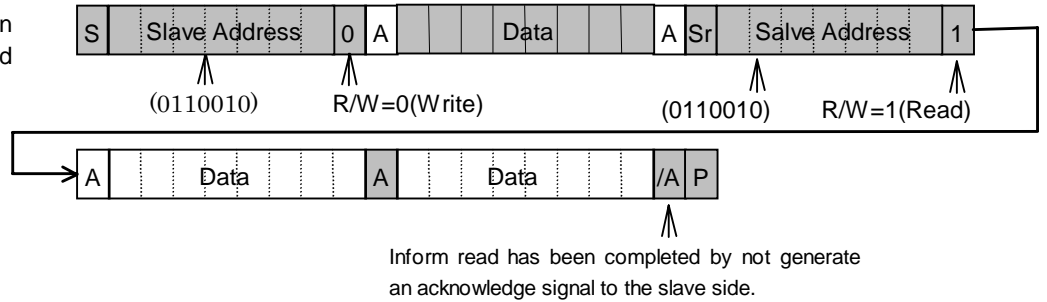 n
d
S Slave Address 0 A Data A Sr Salve Address 1
(0110010) R/W=0(Write) (0110010) R/W=1(Read)
A Data A Data /A P
Inform read has been completed by not generate
an acknowledge signal to the slave side.